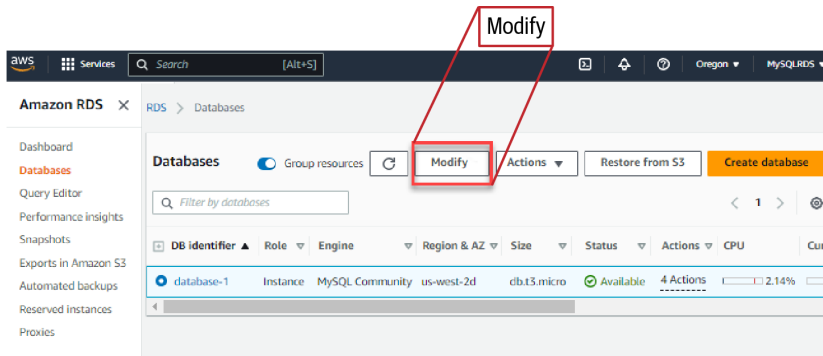 Modify
aws Services Search [Alt+S] Oregon ▼ MySQLRDS
Amazon RDS X RDS > Databases
Dashboard
Databases
Query Editor
Performance insights
Snapshots
Exports in Amazon S3
Automated backups
Reserved instances
Proxies
Databases Group resources Modify Actions ▼ Restore from S3 Create database
Filter by databases < 1 >
DB identifier ▲ Role ▽ Engine ▽ Region & AZ ▽ Size ▽ Status ▽ Actions ▽ CPU Cu
database-1 Instance MySQL Community us-west-2d db.t3.micro Available 4 Actions 2.14%